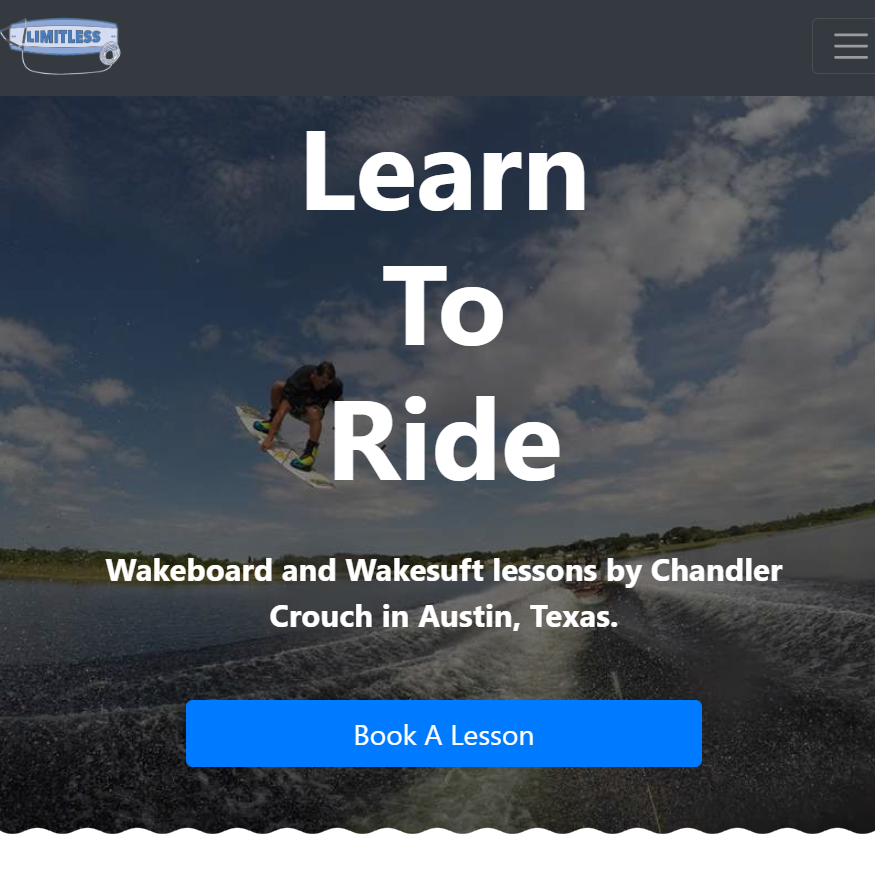 LIMITLESS
Learn
To
Ride
Wakeboard and Wakesuft lessons by Chandler
Crouch in Austin, Texas.
Book A Lesson